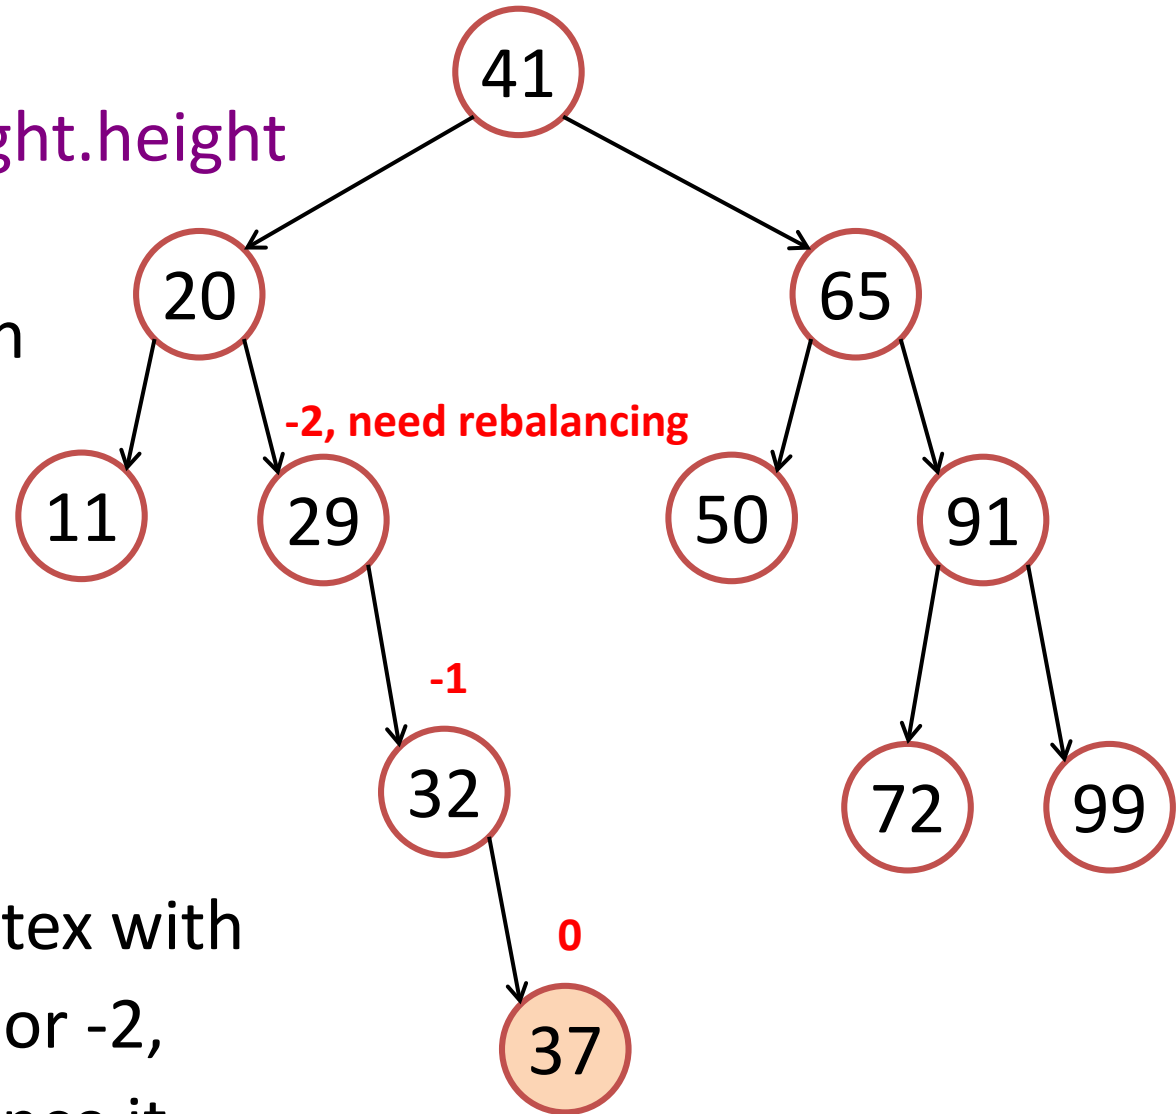 41
ght.height
20
65
n
-2, need rebalancing
11
29
50
91
-1
32
72
99
tex with
0
or -2,
37